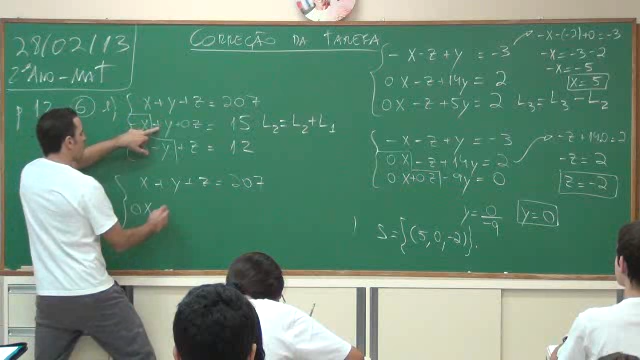 28/02/13
2º ANO - MAT
CORREÇÃO DA TAREFA
p 12 6
x + y + z = 207
-x + y + 0z = 15 L₂ = L₂ + L₁
-y + z = 12
x + y + z = 207
0x
-x - z + y = -3
0x - z + 14y = 2
0x - z + 5y = 2 L₃ = L₃ - L₂
-x - z + y = -3
0x - z + 14y = 2
0x + 0z - 9y = 0
y = 0/-9 y = 0
S = {(5, 0, -2)}.
-x - (-2) + 0 = -3
-x = -3 - 2
-x = -5
x = 5
-z + 14.0 = 2
-z = 2
z = -2